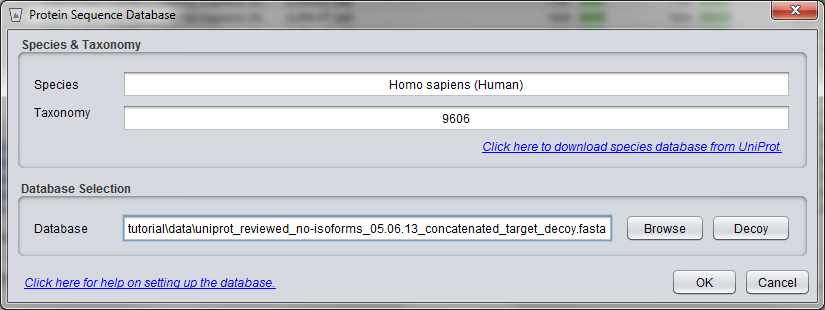 Protein Sequence Database
Species & Taxonomy
Species
Homo sapiens (Human)
Taxonomy
9606
Click here to download species database from UniProt.
Database Selection
Database
tutorial\data\uniprot_reviewed_no-isoforms_05.06.13_concatenated_target_decoy.fasta
Browse
Decoy
Click here for help on setting up the database.
OK
Cancel